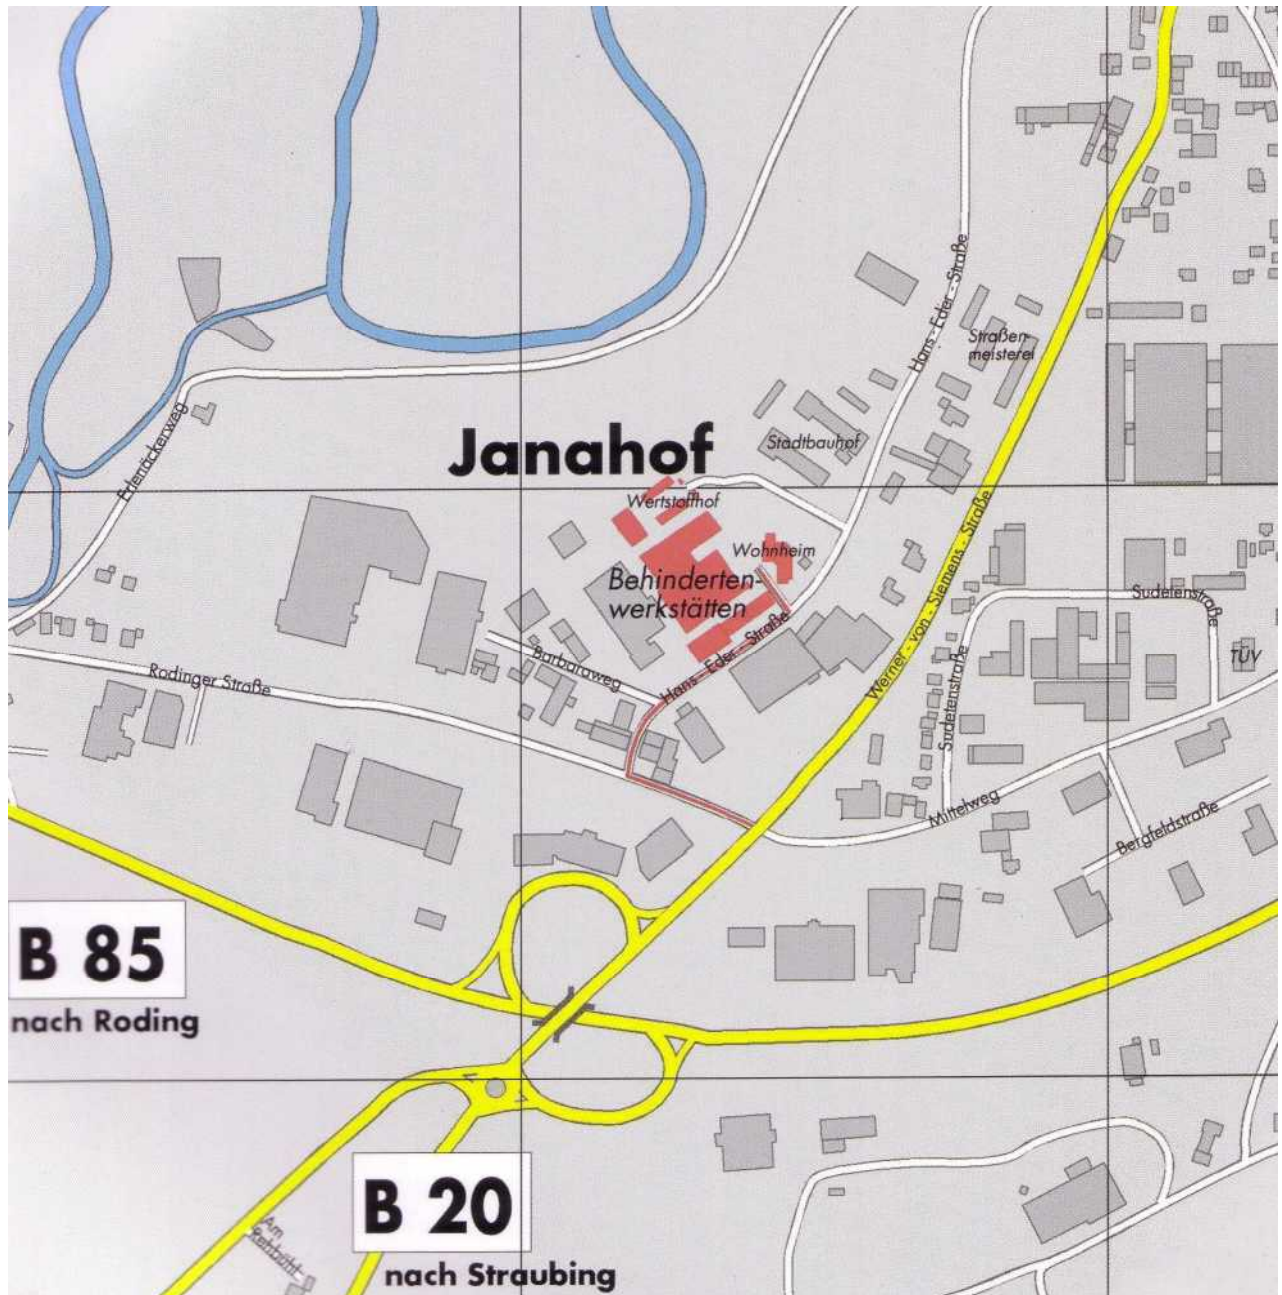 Hans - Eder - Straße
Straßen-
meisterei
Erlenäckerweg
Janahof
Stadtbauhof
Wertstoffhof
Wohnheim
Behinderten-
werkstätten
Werner - von - Siemens - Straße
Sudetenstraße
Barbaraweg
Hans - Eder - Straße
TÜV
Rodinger Straße
Sudetenstraße
Mittelweg
Bergfeldstraße
B 85
nach Roding
B 20
nach Straubing
Am